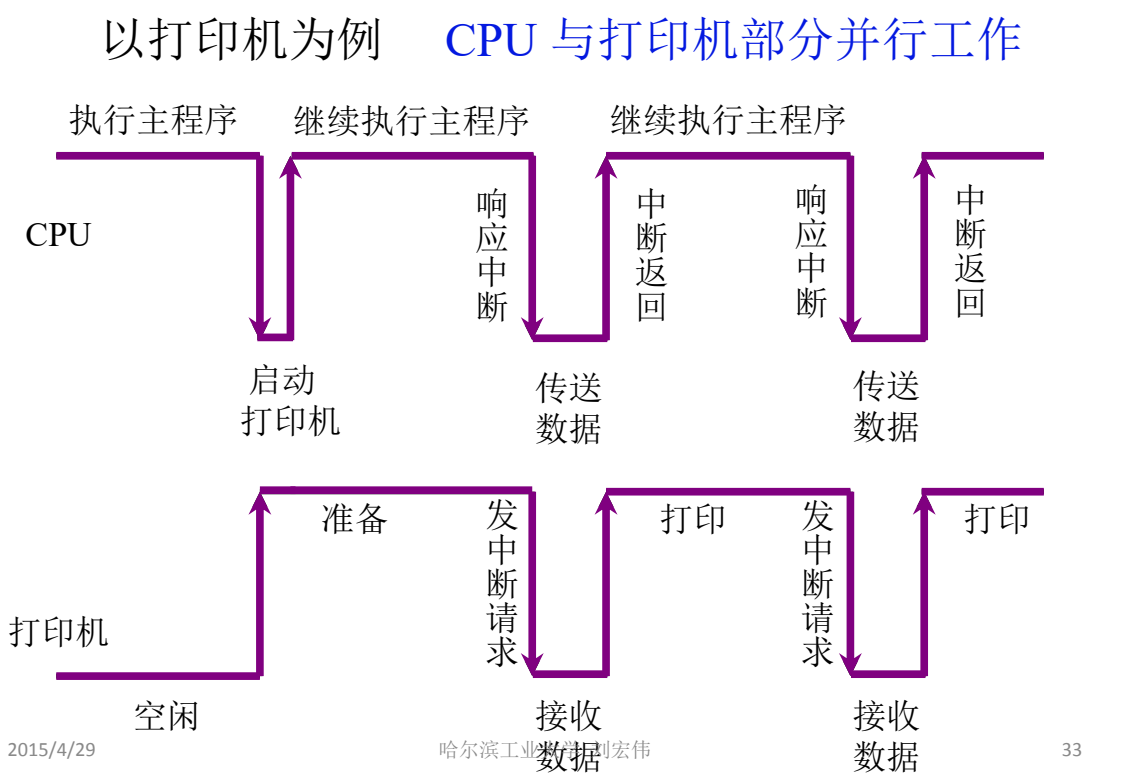 以打印机为例 CPU 与打印机部分并行工作
执行主程序 继续执行主程序 继续执行主程序
CPU
响应中断
中断返回
响应中断
中断返回
启动
打印机
传送
数据
传送
数据
准备
发中断请求
打印
发中断请求
打印
打印机
空闲
接收
数据
接收
数据
2015/4/29
哈尔滨工业大学 刘宏伟
33